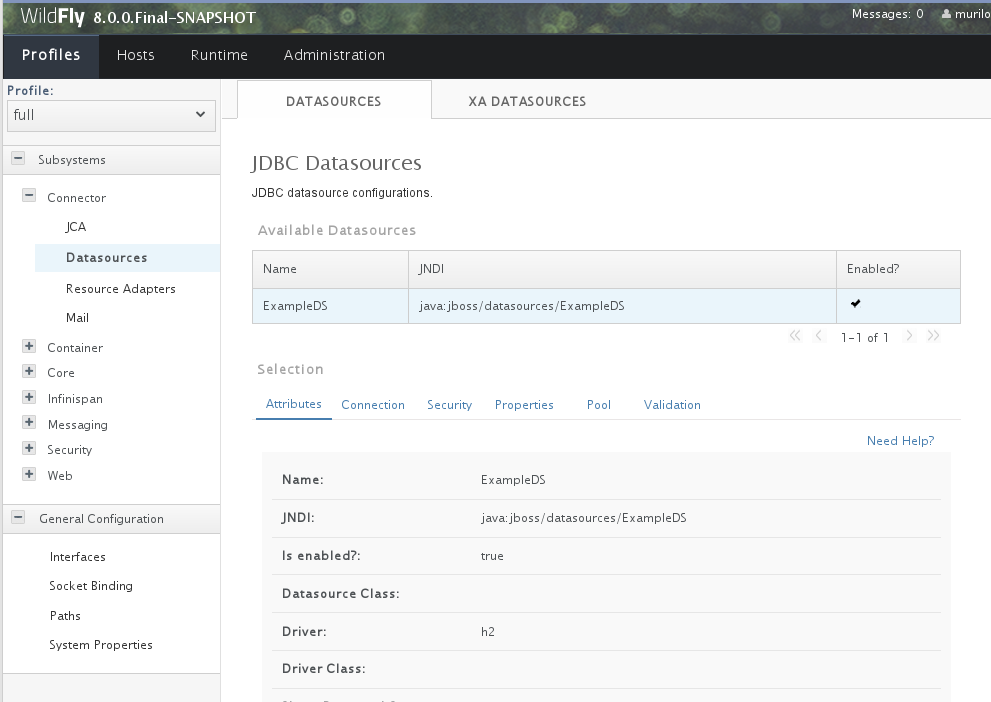 WildFly 8.0.0.Final-SNAPSHOT
Messages: 0 murilo
Profiles Hosts Runtime Administration
Profile:
full
Subsystems
Connector
JCA
Datasources
Resource Adapters
Mail
Container
Core
Infinispan
Messaging
Security
Web
General Configuration
Interfaces
Socket Binding
Paths
System Properties
DATASOURCES XA DATASOURCES
JDBC Datasources
JDBC datasource configurations.
Available Datasources
Name JNDI Enabled?
ExampleDS java:jboss/datasources/ExampleDS
1-1 of 1
Selection
Attributes Connection Security Properties Pool Validation
Need Help?
Name: ExampleDS
JNDI: java:jboss/datasources/ExampleDS
Is enabled?: true
Datasource Class:
Driver: h2
Driver Class: